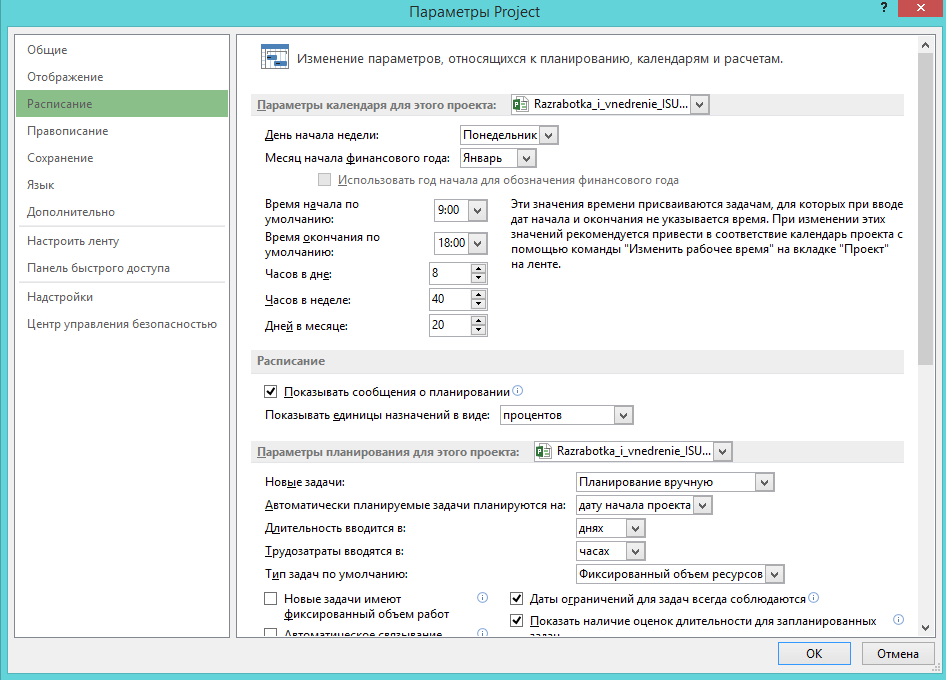 Параметры Project
?
Общие
Отображение
Расписание
Правописание
Сохранение
Язык
Дополнительно
Настроить ленту
Панель быстрого доступа
Надстройки
Центр управления безопасностью
Изменение параметров, относящихся к планированию, календарям и расчетам.
Параметры календаря для этого проекта: Razrabotka_i_vnedrenie_ISU...
День начала недели: Понедельник
Месяц начала финансового года: Январь
Использовать год начала для обозначения финансового года
Время начала по
умолчанию: 9:00
Время окончания по
умолчанию: 18:00
Часов в дне: 8
Часов в неделе: 40
Дней в месяце: 20
Эти значения времени присваиваются задачам, для которых при вводе
дат начала и окончания не указывается время. При изменении этих
значений рекомендуется привести в соответствие календарь проекта с
помощью команды "Изменить рабочее время" на вкладке "Проект"
на ленте.
Расписание
Показывать сообщения о планировании
Показывать единицы назначений в виде: процентов
Параметры планирования для этого проекта: Razrabotka_i_vnedrenie_ISU...
Новые задачи: Планирование вручную
Автоматически планируемые задачи планируются на: дату начала проекта
Длительность вводится в: днях
Трудозатраты вводятся в: часах
Тип задач по умолчанию: Фиксированный объем ресурсов
Новые задачи имеют
фиксированный объем работ
Автоматическое связывание
Даты ограничений для задач всегда соблюдаются
Показать наличие оценок длительности для запланированных
задач
ОК
Отмена